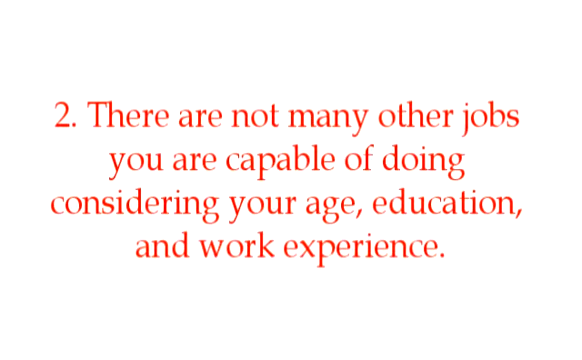 2. There are not many other jobs
you are capable of doing
considering your age, education,
and work experience.